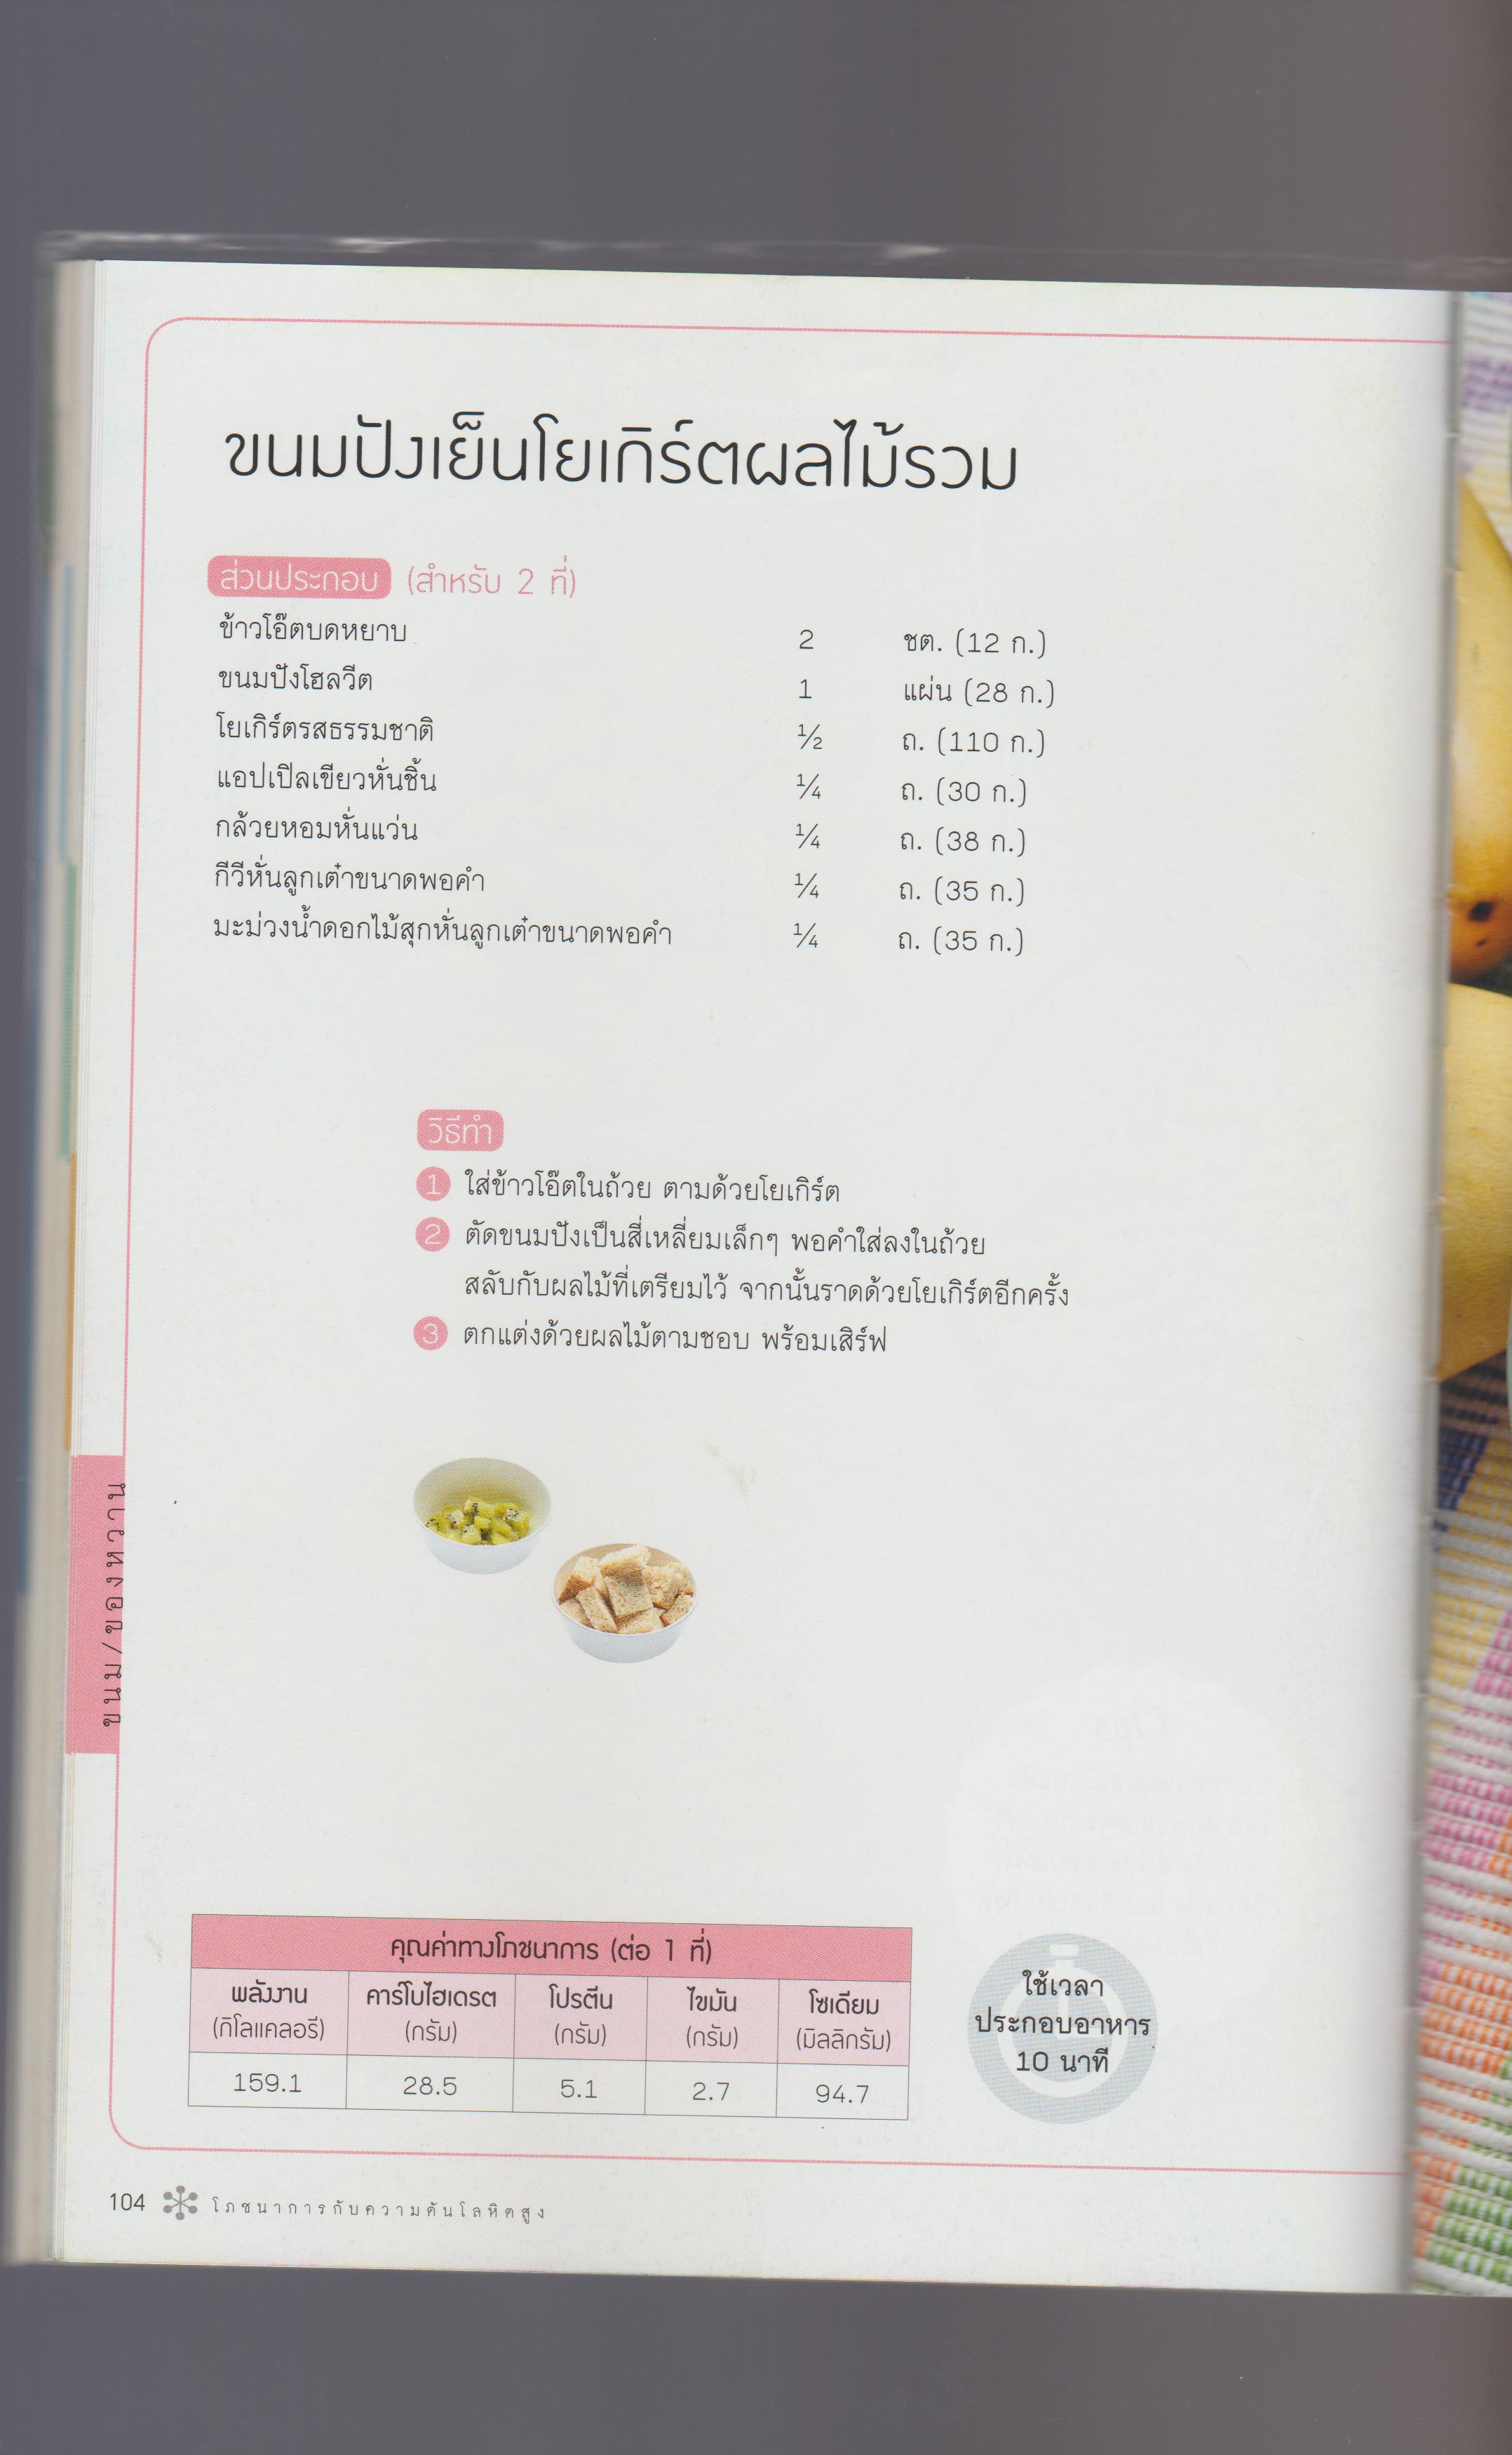 ขนมปังเย็นโยเกิร์ตผลไม้รวม
ส่วนประกอบ (สำหรับ 2 ที่)
ข้าวโอ๊ตบดหยาบ 2 ชต. (12 ก.)
ขนมปังโฮลวีต 1 แผ่น (28 ก.)
โยเกิร์ตรสธรรมชาติ ½ ถ. (110 ก.)
แอปเปิลเขียวหั่นชิ้น ¼ ถ. (30 ก.)
กล้วยหอมหั่นแว่น ¼ ถ. (38 ก.)
กีวีหั่นลูกเต๋าขนาดพอคำ ¼ ถ. (35 ก.)
มะม่วงน้ำดอกไม้สุกหั่นลูกเต๋าขนาดพอคำ ¼ ถ. (35 ก.)
วิธีทำ
1 ใส่ข้าวโอ๊ตในถ้วย ตามด้วยโยเกิร์ต
2 ตัดขนมปังเป็นสี่เหลี่ยมเล็กๆ พอคำใส่ลงในถ้วย
สลับกับผลไม้ที่เตรียมไว้ จากนั้นราดด้วยโยเกิร์ตอีกครั้ง
3 ตกแต่งด้วยผลไม้ตามชอบ พร้อมเสิร์ฟ
ขนม/ของหวาน
คุณค่าทางโภชนาการ (ต่อ 1 ที่)
พลังงาน คาร์โบไฮเดรต โปรตีน ไขมัน โซเดียม
(กิโลแคลอรี) (กรัม) (กรัม) (กรัม) (มิลลิกรัม)
159.1 28.5 5.1 2.7 94.7
ใช้เวลา
ประกอบอาหาร
10 นาที
104 โภชนาการกับความดันโลหิตสูง